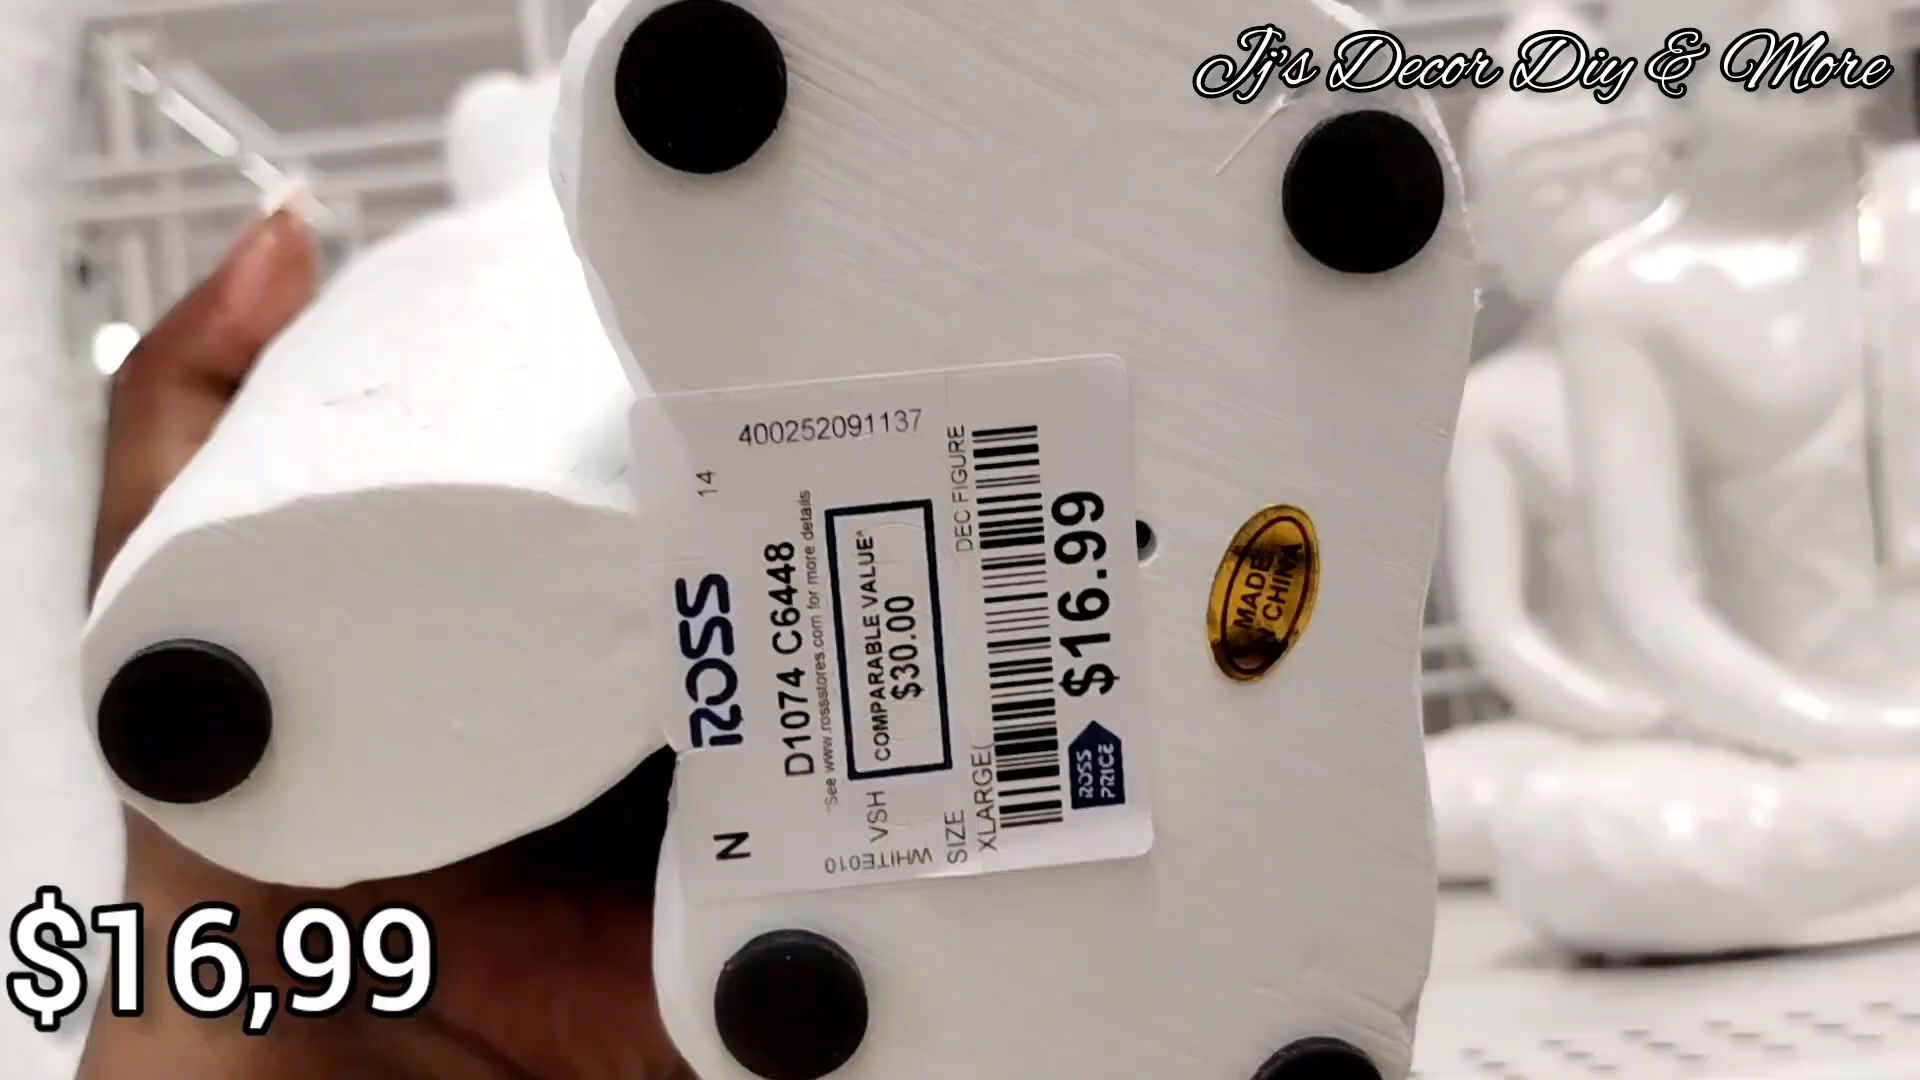 Jj's Decor Diy & More
400252091137
14
ROSS
N
D1074 C6448
*See www.rossstores.com for more details
COMPARABLE VALUE*
$30.00
VSH
WHITE010
DEC FIGURE
SIZE
XLARGE(
$16.99
ROSS
PRICE
MADE
CHINA
$16,99